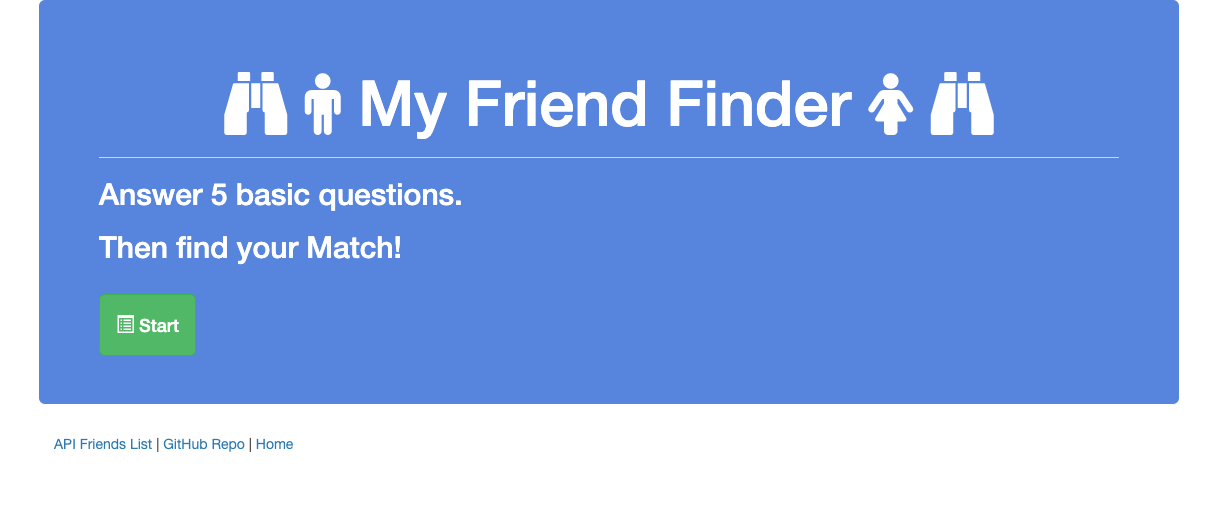 My Friend Finder
Answer 5 basic questions.
Then find your Match!
Start
API Friends List | GitHub Repo | Home